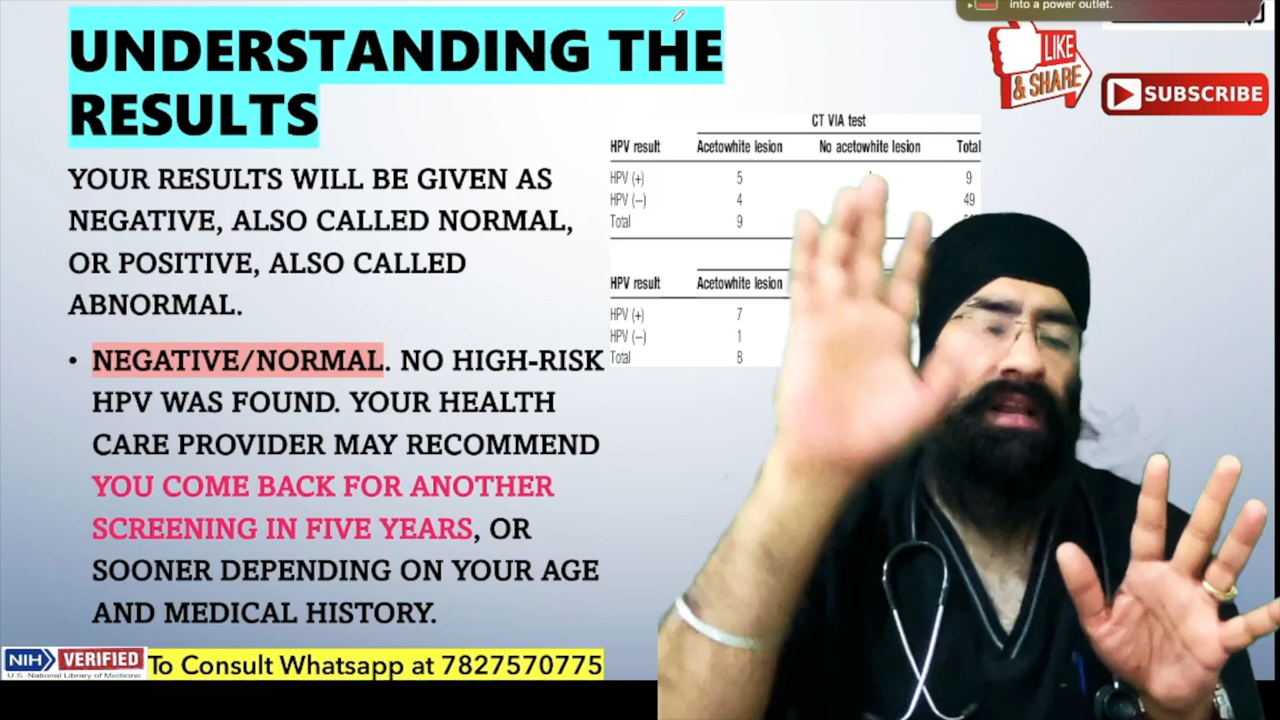 into a power outlet.
UNDERSTANDING THE
RESULTS
LIKE
& SHARE
SUBSCRIBE
YOUR RESULTS WILL BE GIVEN AS
NEGATIVE, ALSO CALLED NORMAL,
OR POSITIVE, ALSO CALLED
ABNORMAL.
• NEGATIVE/NORMAL. NO HIGH-RISK
HPV WAS FOUND. YOUR HEALTH
CARE PROVIDER MAY RECOMMEND
YOU COME BACK FOR ANOTHER
SCREENING IN FIVE YEARS, OR
SOONER DEPENDING ON YOUR AGE
AND MEDICAL HISTORY.
CT VIA test
HPV result Acetowhite lesion No acetowhite lesion Total
HPV (+) 5 9
HPV (−) 4 49
Total 9
HPV result Acetowhite lesion
HPV (+) 7
HPV (−) 1
Total 8
NIH VERIFIED
U.S. National Library of Medicine
To Consult Whatsapp at 7827570775